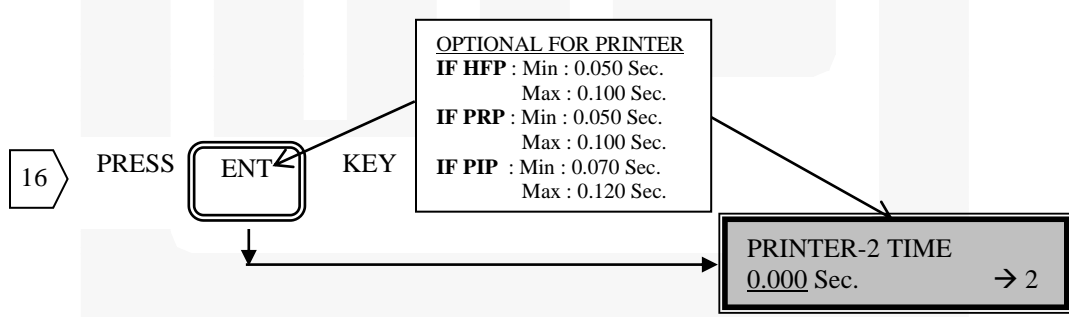 OPTIONAL FOR PRINTER
IF HFP : Min : 0.050 Sec.
Max : 0.100 Sec.
IF PRP : Min : 0.050 Sec.
Max : 0.100 Sec.
IF PIP : Min : 0.070 Sec.
Max : 0.120 Sec.
16 PRESS ENT KEY
PRINTER-2 TIME
0.000 Sec. → 2